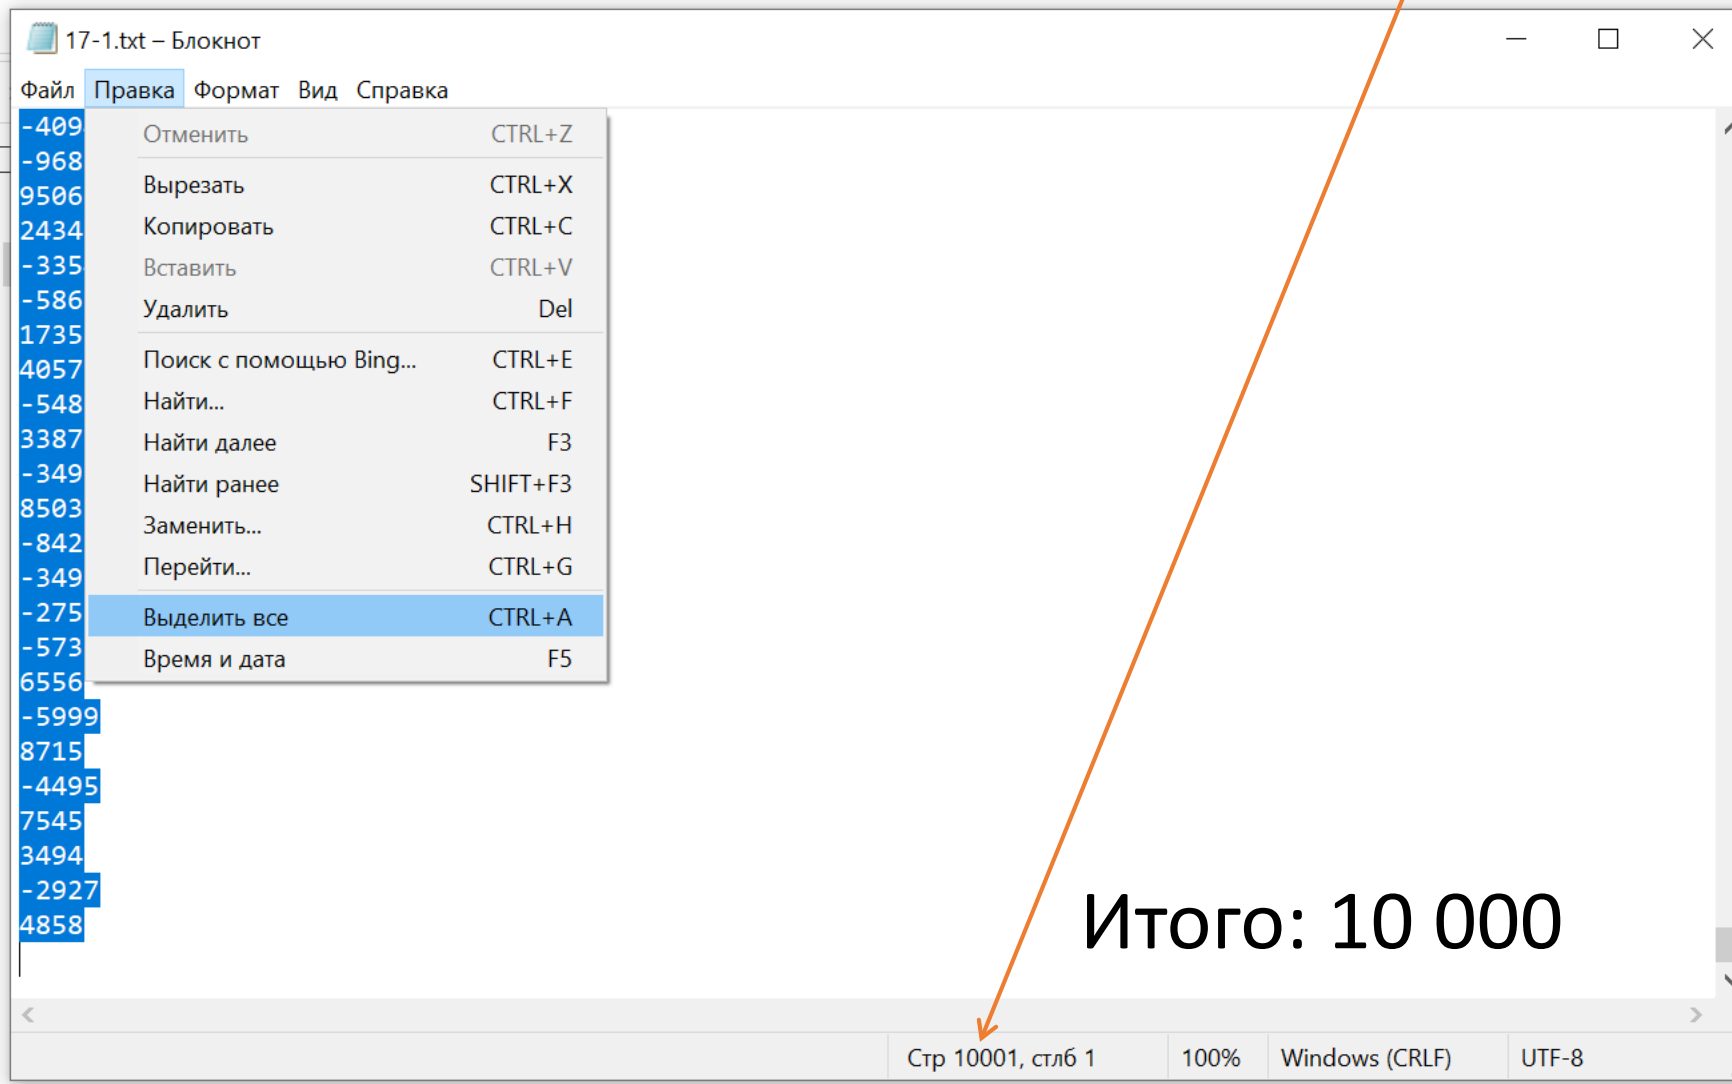 17-1.txt – Блокнот
Файл Правка Формат Вид Справка
-409
-968
9506
2434
-335
-586
1735
4057
-548
3387
-349
8503
-842
-349
-275
-573
6556
-5999
8715
-4495
7545
3494
-2927
4858
Отменить CTRL+Z
Вырезать CTRL+X
Копировать CTRL+C
Вставить CTRL+V
Удалить Del
Поиск с помощью Bing... CTRL+E
Найти... CTRL+F
Найти далее F3
Найти ранее SHIFT+F3
Заменить... CTRL+H
Перейти... CTRL+G
Выделить все CTRL+A
Время и дата F5
Итого: 10 000
Стр 10001, стлб 1 100% Windows (CRLF) UTF-8